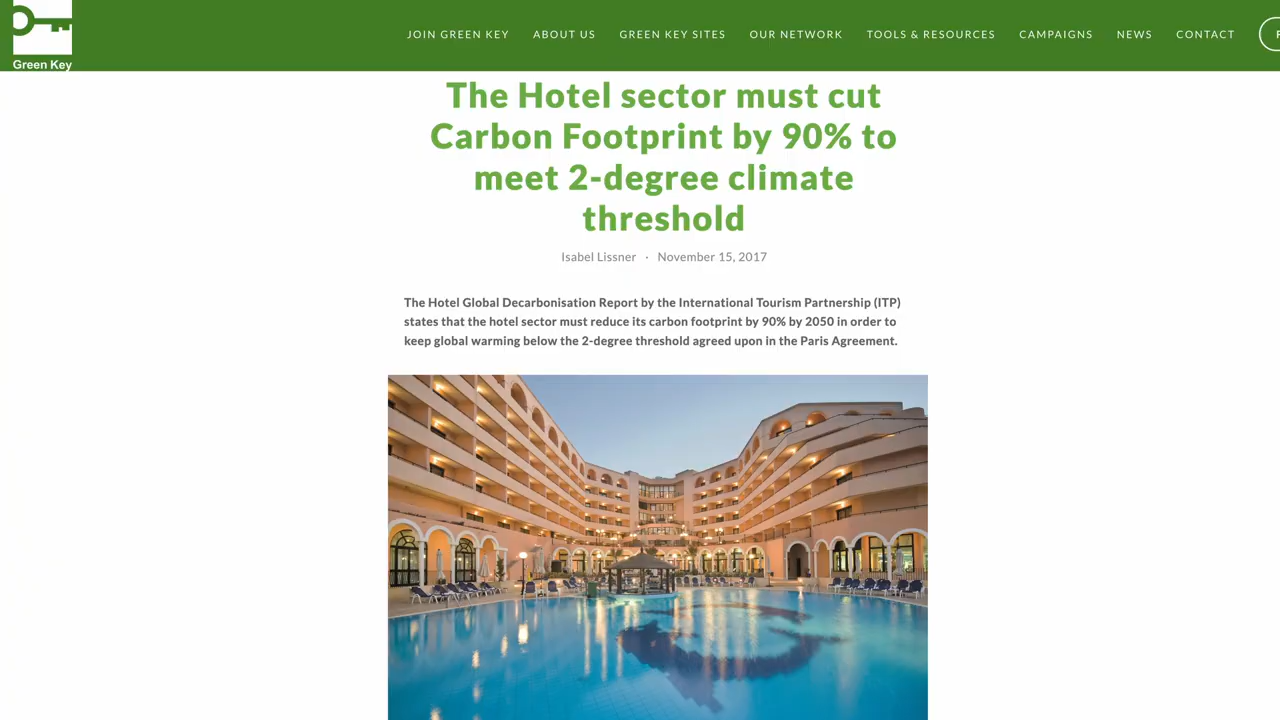 Green Key
JOIN GREEN KEY ABOUT US GREEN KEY SITES OUR NETWORK TOOLS & RESOURCES CAMPAIGNS NEWS CONTACT
The Hotel sector must cut
Carbon Footprint by 90% to
meet 2-degree climate
threshold
Isabel Lissner · November 15, 2017
The Hotel Global Decarbonisation Report by the International Tourism Partnership (ITP)
states that the hotel sector must reduce its carbon footprint by 90% by 2050 in order to
keep global warming below the 2-degree threshold agreed upon in the Paris Agreement.